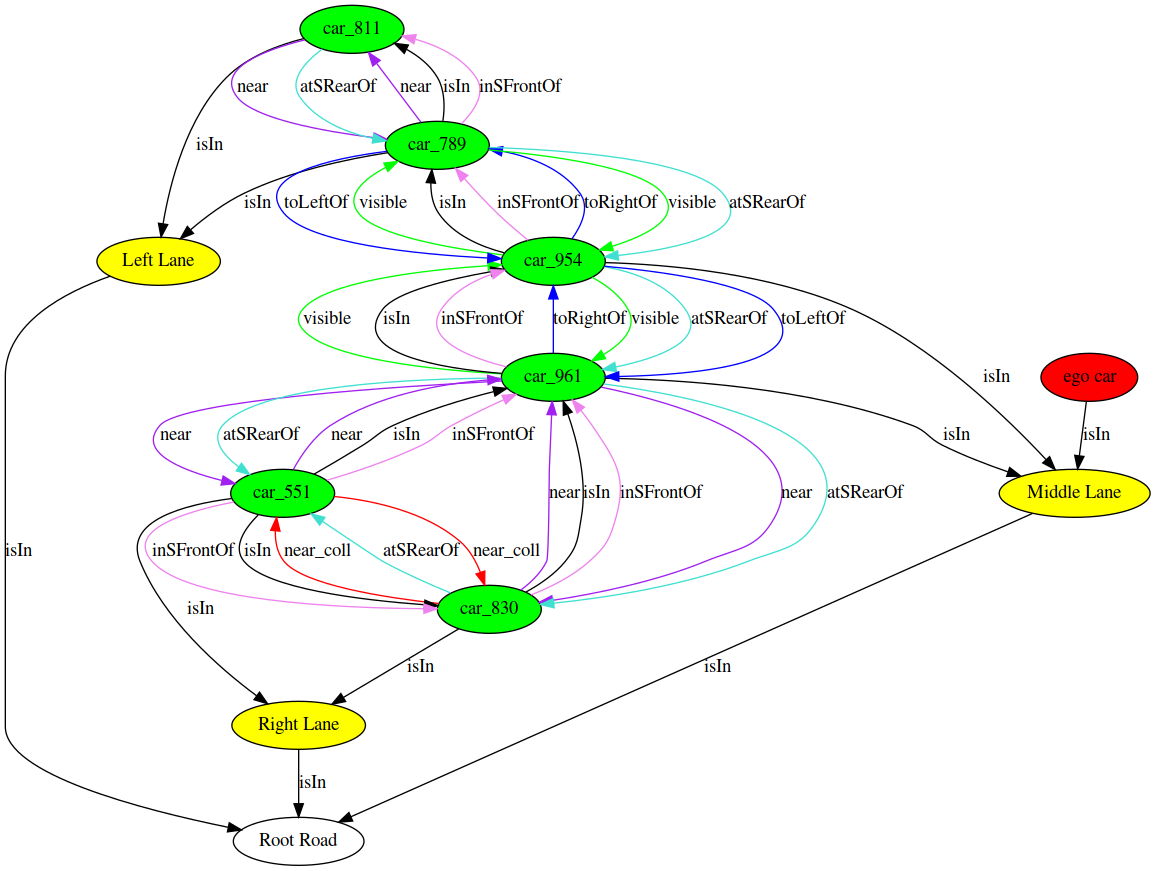 car_811
near
atSRearOf
near
isIn
inSFrontOf
isIn
car_789
isIn
toLeftOf
visible
isIn
inSFrontOf
toRightOf
visible
atSRearOf
Left Lane
car_954
visible
isIn
inSFrontOf
toRightOf
visible
atSRearOf
toLeftOf
isIn
car_961
ego car
near
atSRearOf
near
isIn
inSFrontOf
isIn
isIn
car_551
near
isIn
inSFrontOf
near
atSRearOf
Middle Lane
isIn
inSFrontOf
isIn
near_coll
atSRearOf
near_coll
isIn
car_830
isIn
isIn
Right Lane
isIn
Root Road